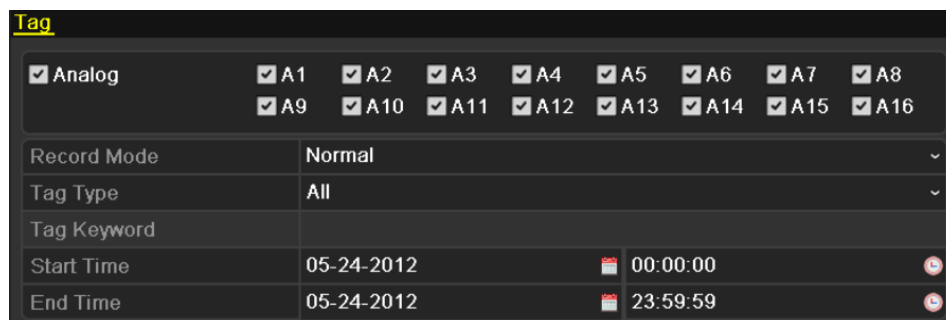 Tag
Analog A1 A2 A3 A4 A5 A6 A7 A8
A9 A10 A11 A12 A13 A14 A15 A16
Record Mode Normal
Tag Type All
Tag Keyword
Start Time 05-24-2012 00:00:00
End Time 05-24-2012 23:59:59